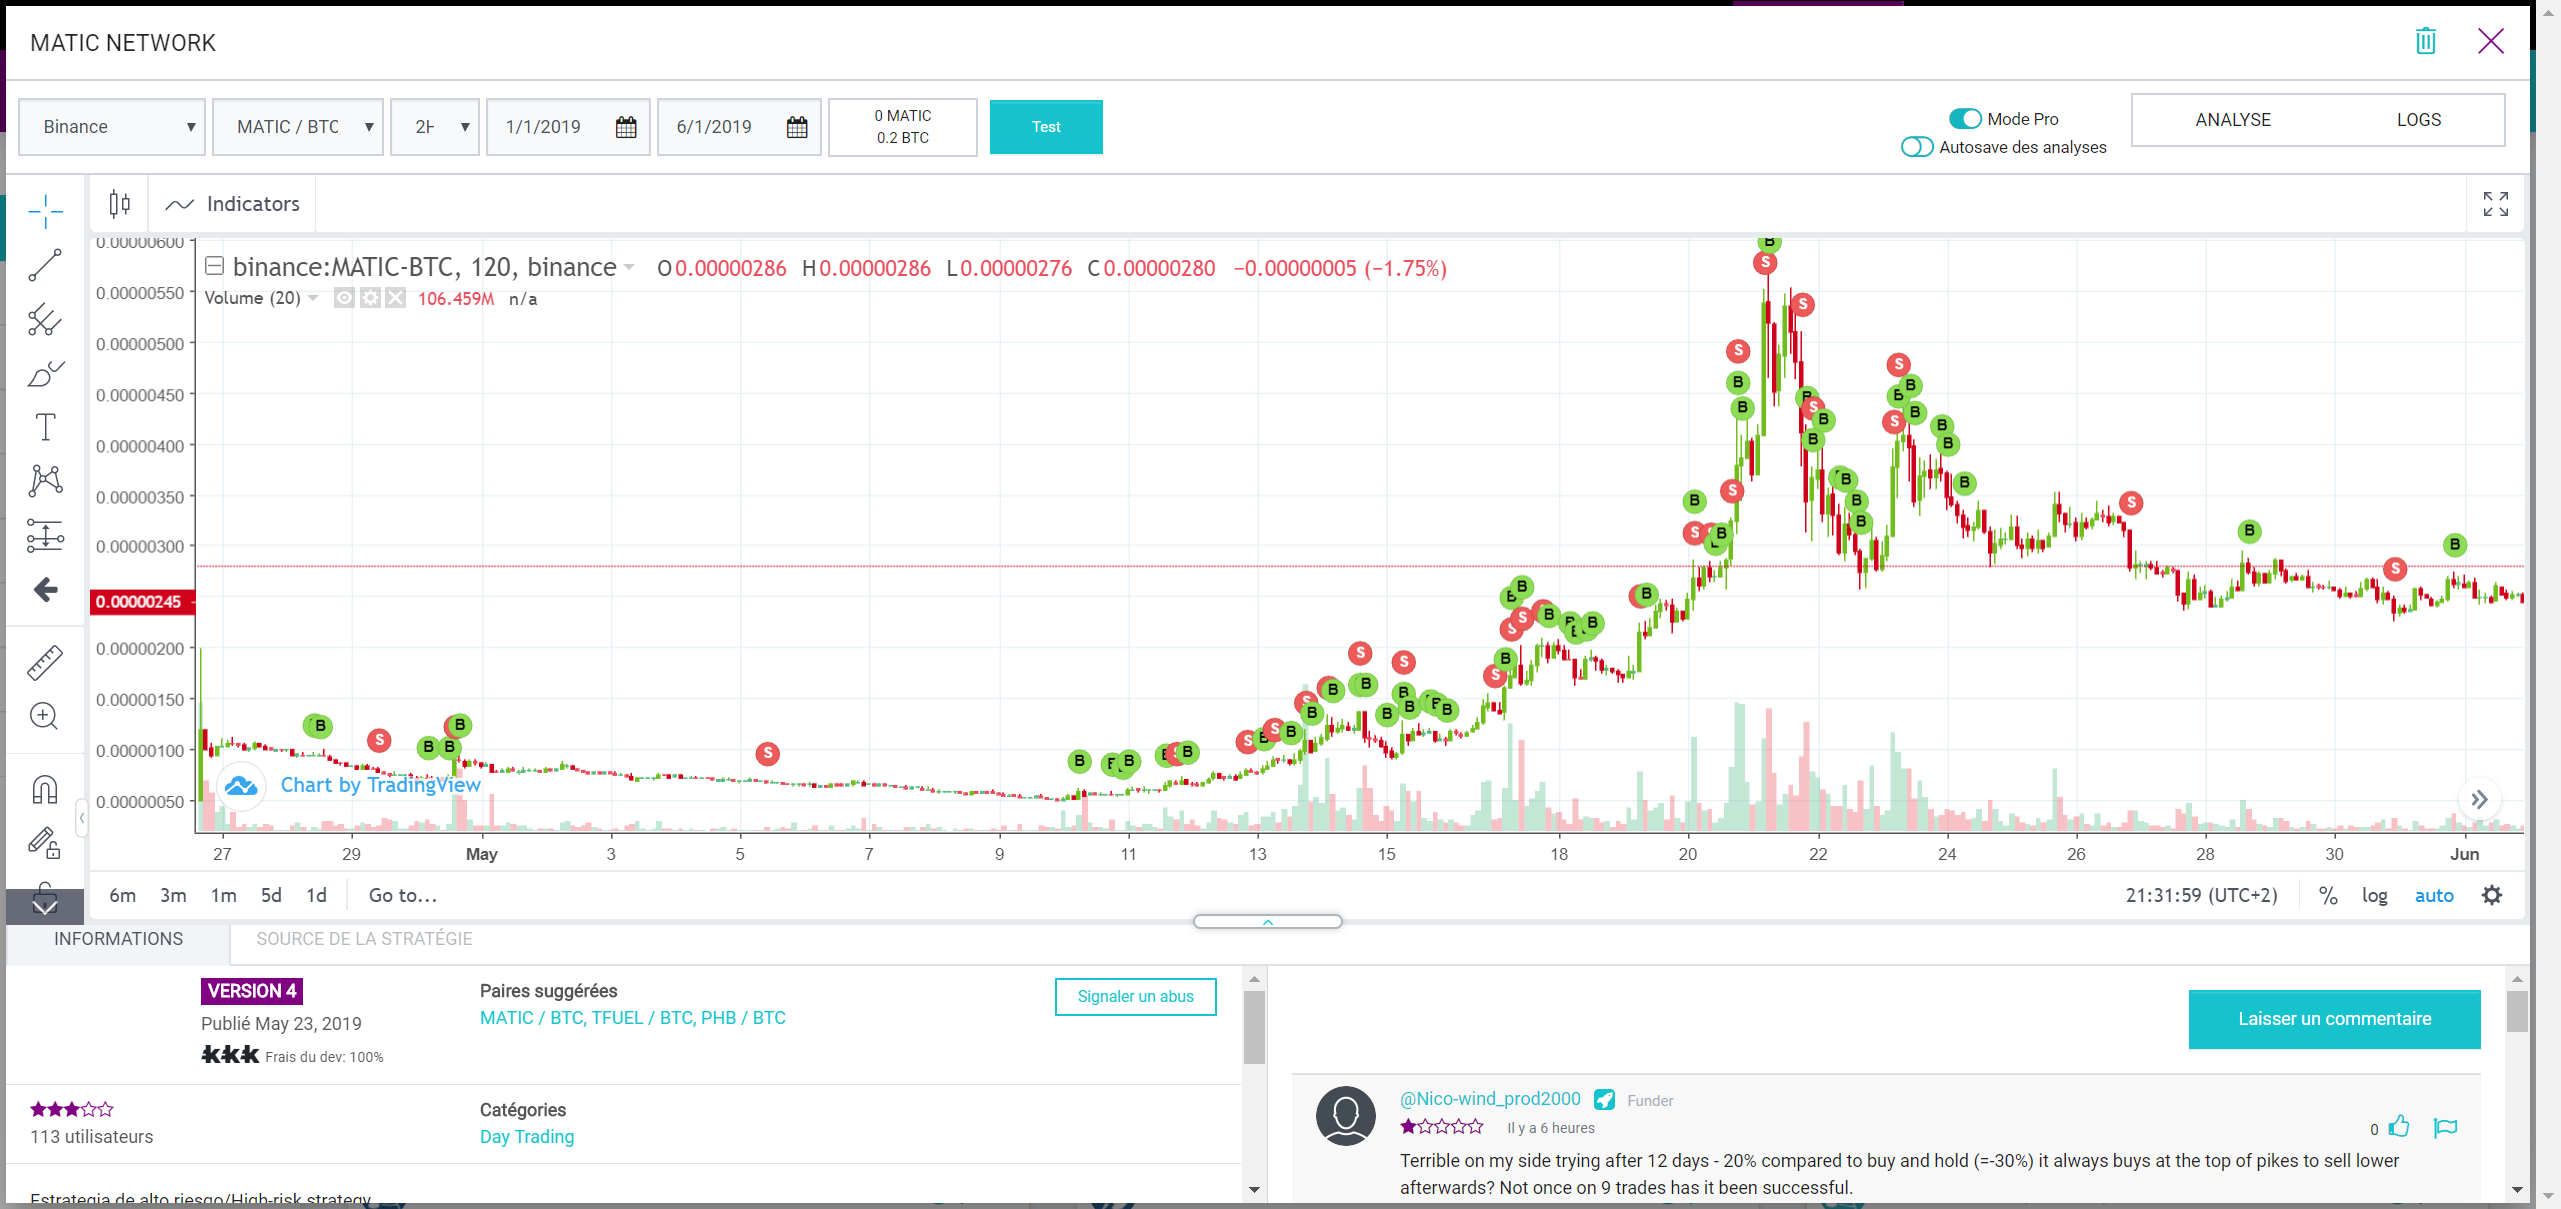 MATIC NETWORK
Binance
MATIC / BTC
2H
1/1/2019
6/1/2019
0 MATIC
0.2 BTC
Test
Mode Pro
Autosave des analyses
ANALYSE
LOGS
Indicators
binance:MATIC-BTC, 120, binance O0.00000286 H0.00000286 L0.00000276 C0.00000280 −0.00000005 (−1.75%)
Volume (20) 106.459M n/a
0.00000600
0.00000550
0.00000500
0.00000450
0.00000400
0.00000350
0.00000300
0.00000245
0.00000200
0.00000150
0.00000100
0.00000050
Chart by TradingView
27 29 May 3 5 7 9 11 13 15 18 20 22 24 26 28 30 Jun
6m 3m 1m 5d 1d Go to...
21:31:59 (UTC+2) % log auto
INFORMATIONS
SOURCE DE LA STRATÉGIE
VERSION 4
Publié May 23, 2019
Frais du dev: 100%
Paires suggérées
MATIC / BTC, TFUEL / BTC, PHB / BTC
Signaler un abus
113 utilisateurs
Catégories
Day Trading
Estrategia de alto riesgo/High-risk strategy
Laisser un commentaire
@Nico-wind_prod2000 Funder
Il y a 6 heures
0
Terrible on my side trying after 12 days - 20% compared to buy and hold (=-30%) it always buys at the top of pikes to sell lower
afterwards? Not once on 9 trades has it been successful.